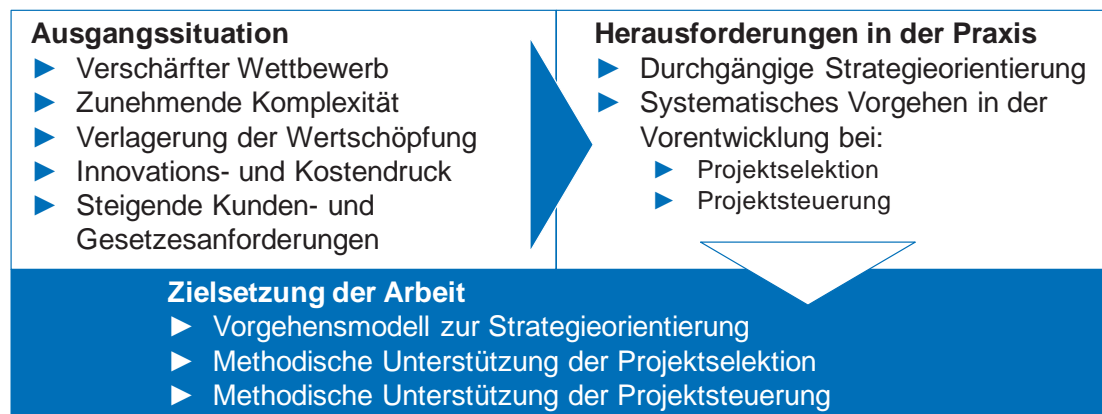 Ausgangssituation
► Verschärfter Wettbewerb
► Zunehmende Komplexität
► Verlagerung der Wertschöpfung
► Innovations- und Kostendruck
► Steigende Kunden- und
Gesetzesanforderungen
Herausforderungen in der Praxis
► Durchgängige Strategieorientierung
► Systematisches Vorgehen in der
Vorentwicklung bei:
► Projektselektion
► Projektsteuerung
Zielsetzung der Arbeit
► Vorgehensmodell zur Strategieorientierung
► Methodische Unterstützung der Projektselektion
► Methodische Unterstützung der Projektsteuerung